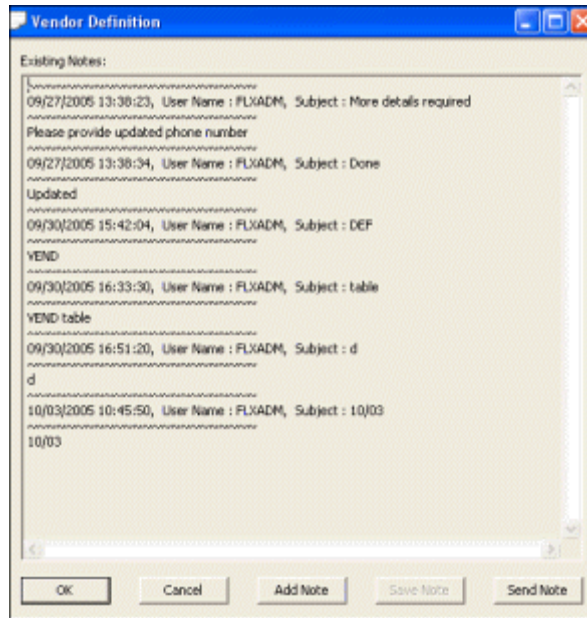 Vendor Definition
Existing Notes:
~~~~~~~~~~~~~~~~~~~~~~~~~~~~~~
09/27/2005 13:38:23, User Name : FLXADM, Subject : More details required
~~~~~~~~~~~~~~~~~~~~~~~~~~~~~~
Please provide updated phone number
~~~~~~~~~~~~~~~~~~~~~~~~~~~~~~
09/27/2005 13:38:34, User Name : FLXADM, Subject : Done
~~~~~~~~~~~~~~~~~~~~~~~~~~~~~~
Updated
~~~~~~~~~~~~~~~~~~~~~~~~~~~~~~
09/30/2005 15:42:04, User Name : FLXADM, Subject : DEF
~~~~~~~~~~~~~~~~~~~~~~~~~~~~~~
VEND
~~~~~~~~~~~~~~~~~~~~~~~~~~~~~~
09/30/2005 16:33:30, User Name : FLXADM, Subject : table
~~~~~~~~~~~~~~~~~~~~~~~~~~~~~~
VEND table
~~~~~~~~~~~~~~~~~~~~~~~~~~~~~~
09/30/2005 16:51:20, User Name : FLXADM, Subject : d
~~~~~~~~~~~~~~~~~~~~~~~~~~~~~~
d
~~~~~~~~~~~~~~~~~~~~~~~~~~~~~~
10/03/2005 10:45:50, User Name : FLXADM, Subject : 10/03
~~~~~~~~~~~~~~~~~~~~~~~~~~~~~~
10/03
OK Cancel Add Note Save Note Send Note